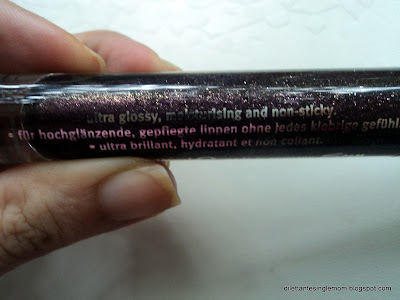 ultra glossy, moisturising and non-sticky.
• für hochglänzende, gepflegte lippen ohne jedes klebrige gefühl.
• ultra brillant, hydratant et non collant.
dilettantesinglemom.blogspot.com